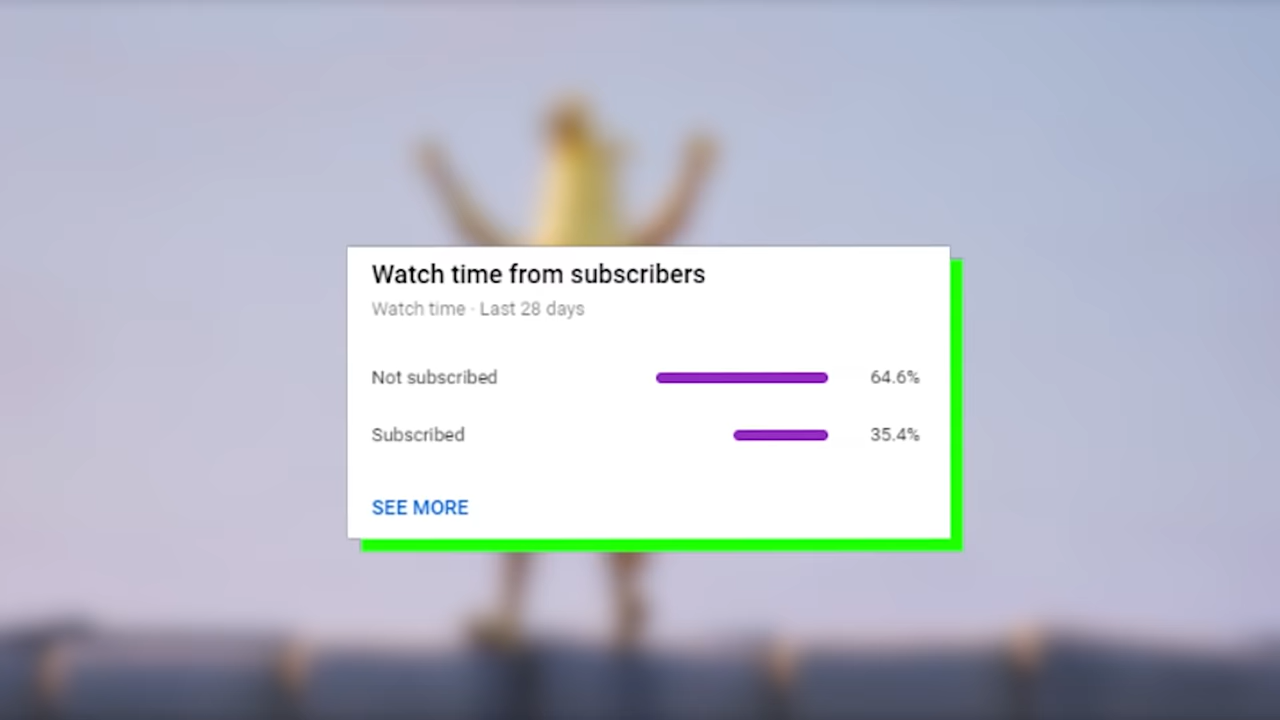 Watch time from subscribers
Watch time · Last 28 days
Not subscribed 64.6%
Subscribed 35.4%
SEE MORE